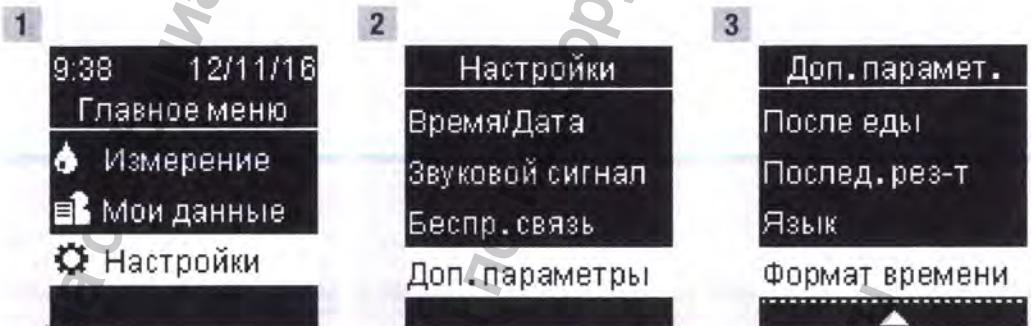 1
9:38 12/11/16
Главное меню
Измерение
Мои данные
Настройки
2
Настройки
Время/Дата
Звуковой сигнал
Беспр.связь
Доп.параметры
3
Доп.парамет.
После еды
Послед.рез-т
Язык
Формат времени